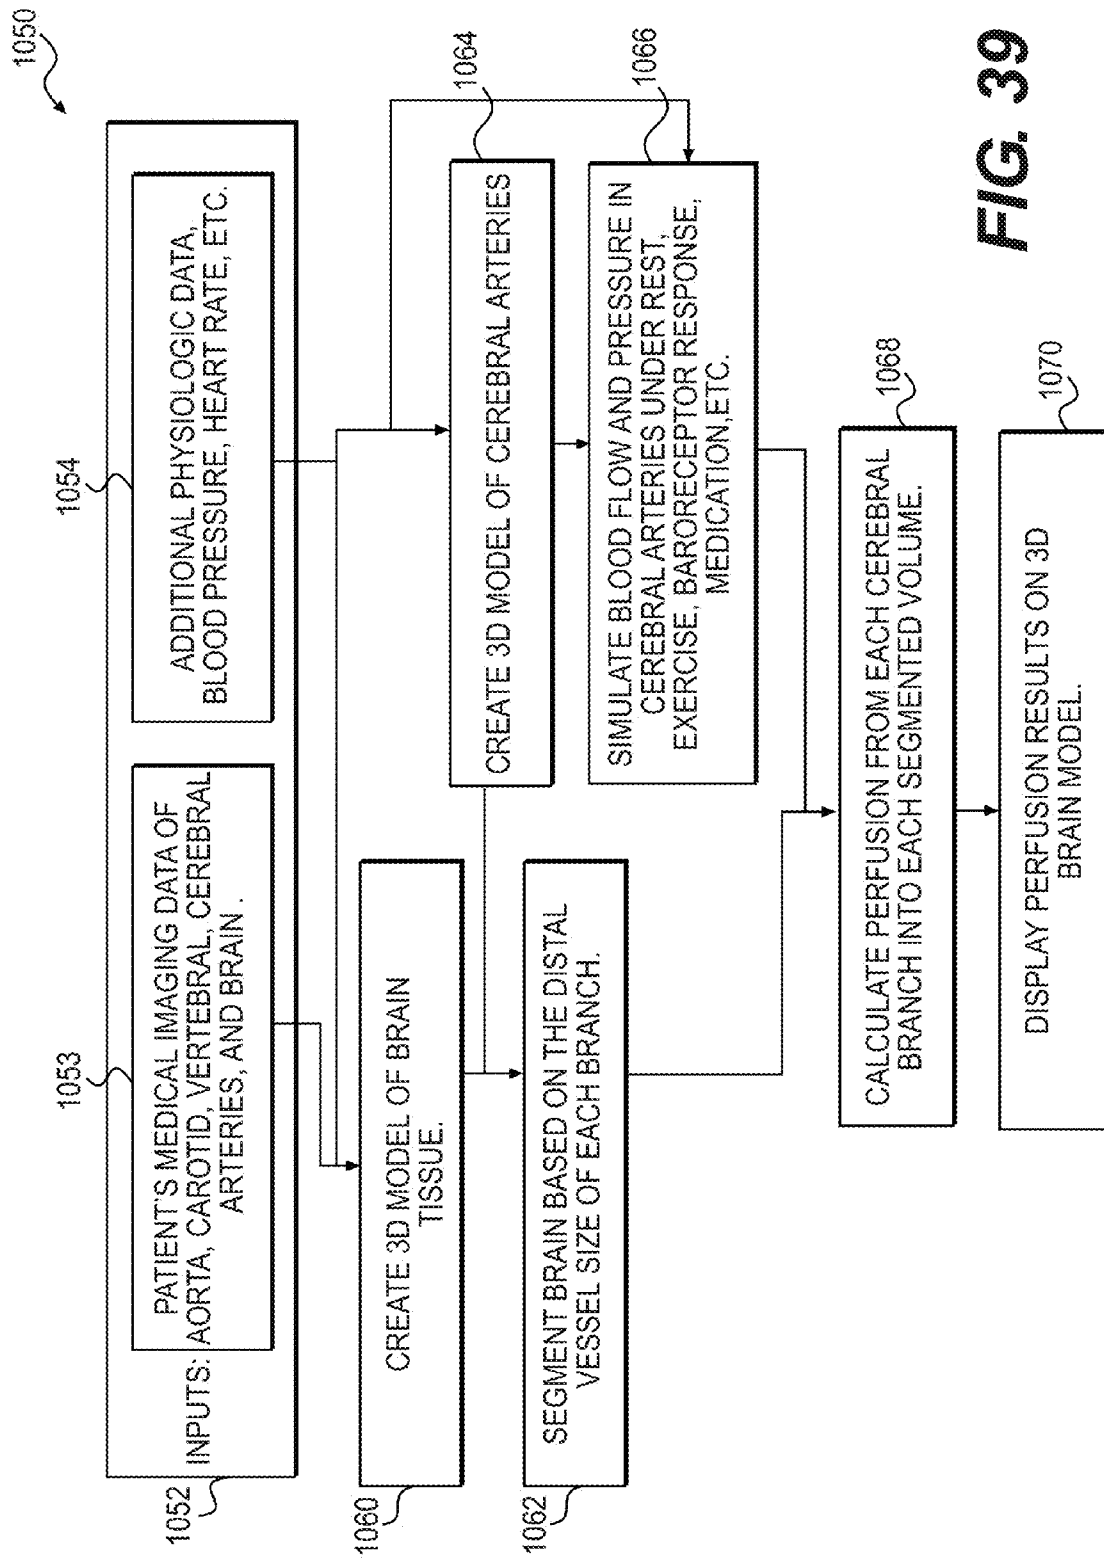 1050
1052
INPUTS:
1053
PATIENT'S MEDICAL IMAGING DATA OF
AORTA, CAROTID, VERTEBRAL, CEREBRAL
ARTERIES, AND BRAIN .
1054
ADDITIONAL PHYSIOLOGIC DATA,
BLOOD PRESSURE, HEART RATE, ETC.
1060
CREATE 3D MODEL OF BRAIN
TISSUE.
1064
CREATE 3D MODEL OF CEREBRAL ARTERIES
1062
SEGMENT BRAIN BASED ON THE DISTAL
VESSEL SIZE OF EACH BRANCH.
1066
SIMULATE BLOOD FLOW AND PRESSURE IN
CEREBRAL ARTERIES UNDER REST,
EXERCISE, BARORECEPTOR RESPONSE,
MEDICATION,ETC.
1068
CALCULATE PERFUSION FROM EACH CEREBRAL
BRANCH INTO EACH SEGMENTED VOLUME.
1070
DISPLAY PERFUSION RESULTS ON 3D
BRAIN MODEL.
FIG. 39